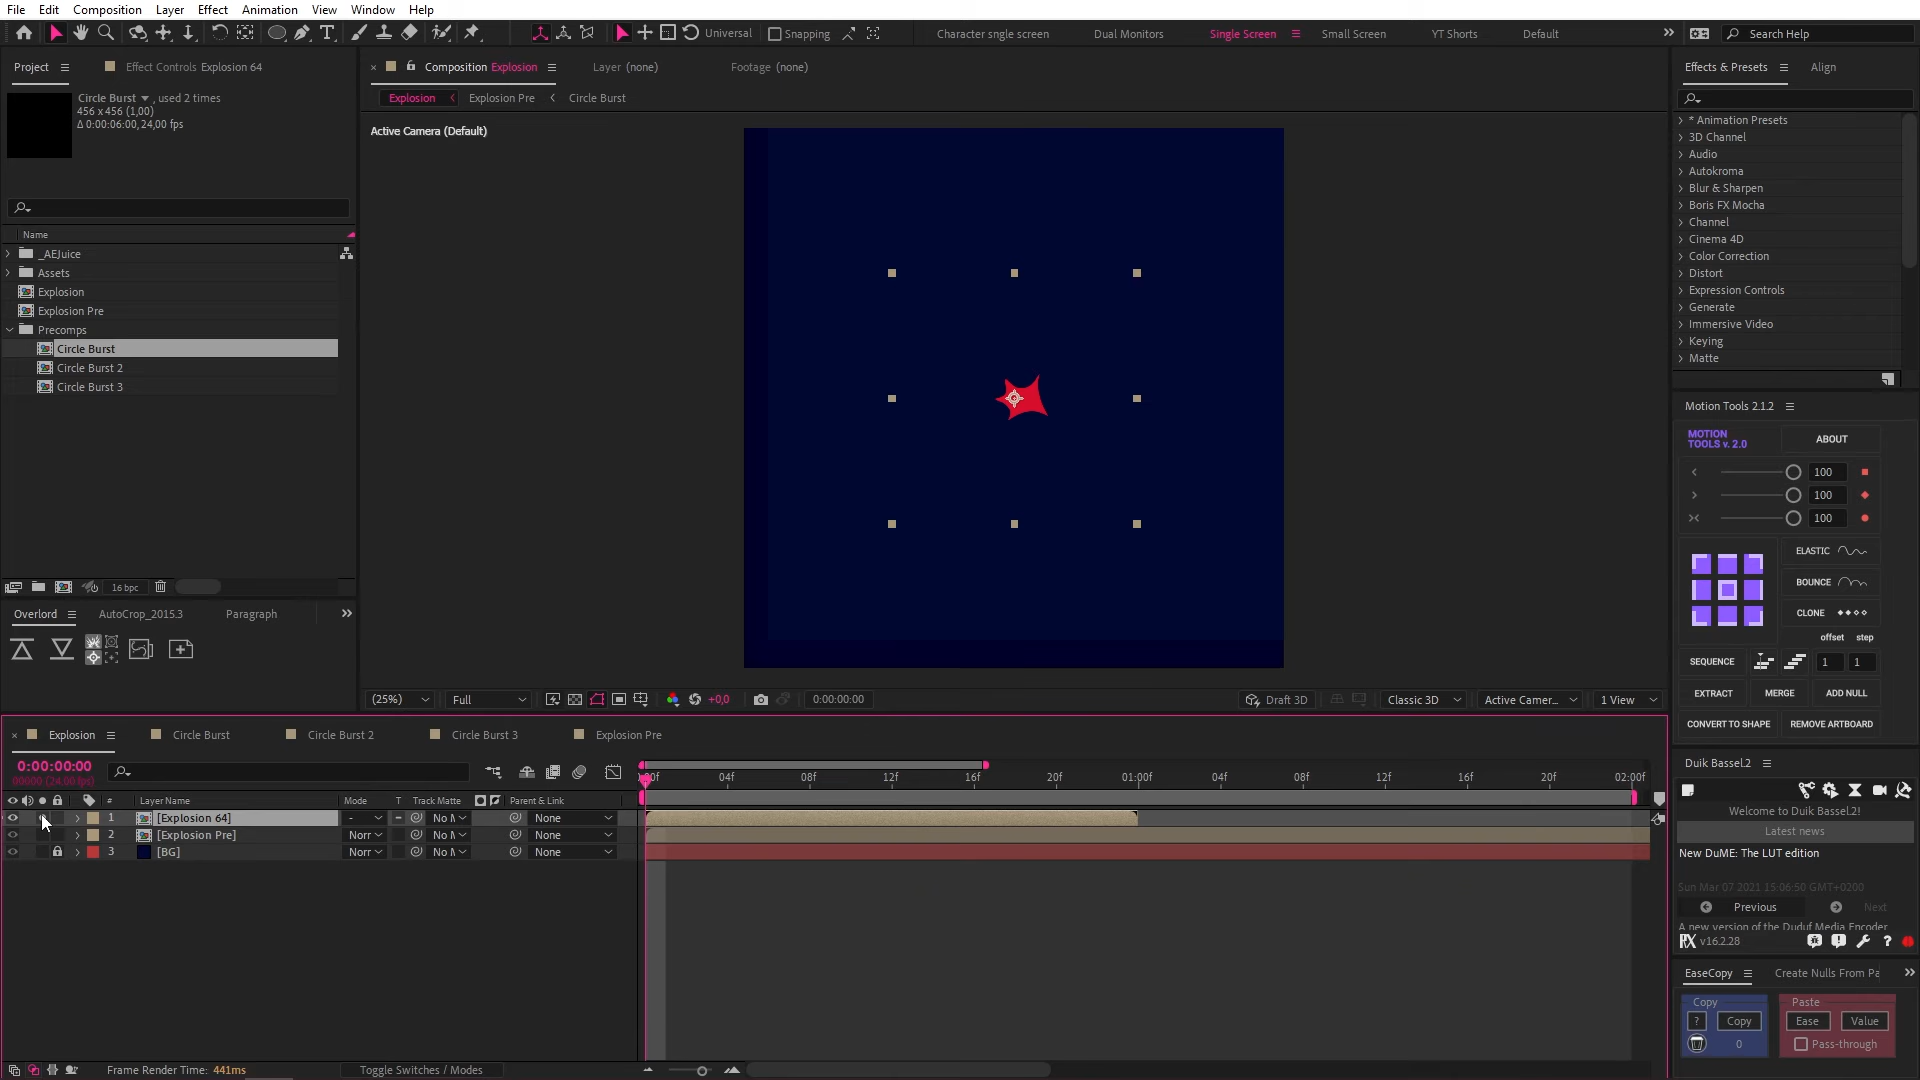 File Edit Composition Layer Effect Animation View Window Help
Universal
Snapping
Character sngle screen
Dual Monitors
Single Screen
Small Screen
YT Shorts
Default
Search Help
Project
Effect Controls Explosion 64
Composition Explosion
Layer (none)
Footage (none)
Effects & Presets
Align
Circle Burst , used 2 times
456 x 456 (1,00)
Δ 0:00:06:00, 24,00 fps
Explosion
Explosion Pre
Circle Burst
Active Camera (Default)
Name
_AEJuice
Assets
Explosion
Explosion Pre
Precomps
Circle Burst
Circle Burst 2
Circle Burst 3
* Animation Presets
3D Channel
Audio
Autokroma
Blur & Sharpen
Boris FX Mocha
Channel
Cinema 4D
Color Correction
Distort
Expression Controls
Generate
Immersive Video
Keying
Matte
Motion Tools 2.1.2
MOTION
TOOLS v. 2.0
ABOUT
100
100
100
ELASTIC
BOUNCE
CLONE
offset step
SEQUENCE
1 1
EXTRACT
MERGE
ADD NULL
CONVERT TO SHAPE
REMOVE ARTBOARD
16 bpc
Overlord
AutoCrop_2015.3
Paragraph
(25%)
Full
+0,0
0:00:00:00
Draft 3D
Classic 3D
Active Camer...
1 View
Explosion
Circle Burst
Circle Burst 2
Circle Burst 3
Explosion Pre
0:00:00:00
00000 (24.00 fps)
:00f 04f 08f 12f 16f 20f 01:00f 04f 08f 12f 16f 20f 02:00f
# Layer Name Mode T Track Matte Parent & Link
1 [Explosion 64] - No M None
2 [Explosion Pre] Norr No M None
3 [BG] Norr No M None
Duik Bassel.2
Welcome to Duik Bassel.2!
Latest news
New DuME: The LUT edition
Sun Mar 07 2021 15:06:50 GMT+0200
Previous
Next
A new version of the Duduf Media Encoder,
v16.2.28
EaseCopy
Create Nulls From Pa
Copy
Paste
?
Copy
Ease
Value
0
Pass-through
Frame Render Time: 441ms
Toggle Switches / Modes